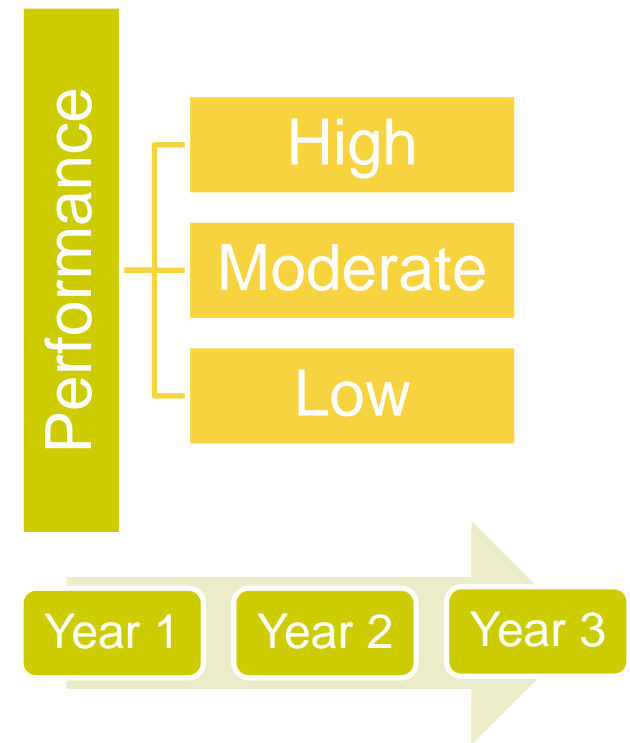 Performance
High
Moderate
Low
Year 1
Year 2
Year 3